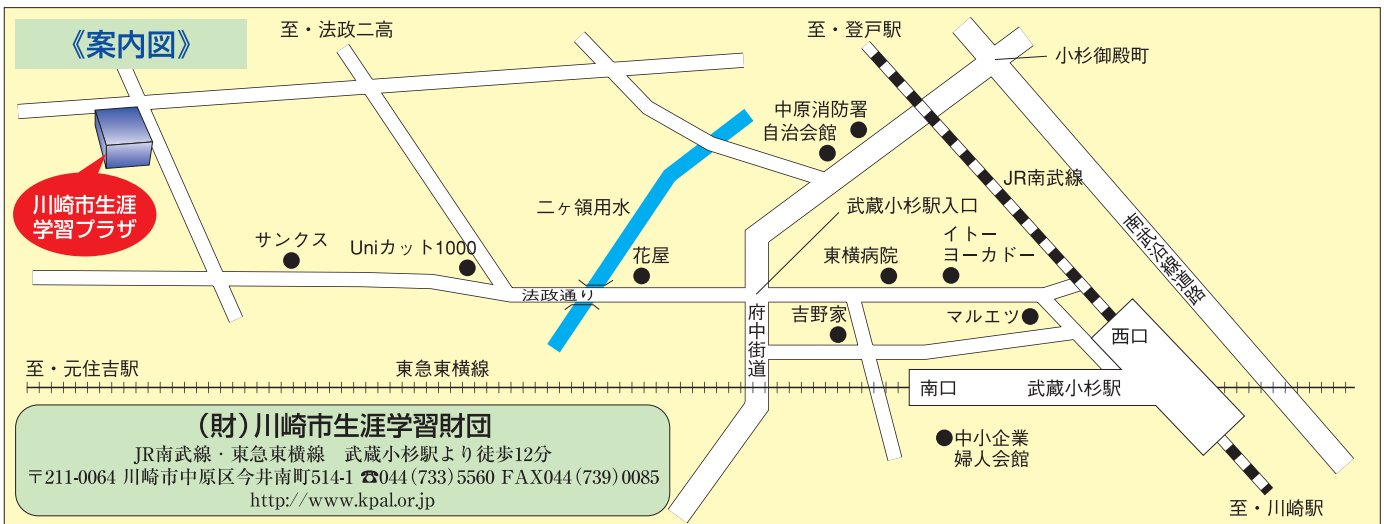 《案内図》
至・法政二高
至・登戸駅
小杉御殿町
中原消防署
自治会館
JR南武線
川崎市生涯
学習プラザ
二ヶ領用水
武蔵小杉駅入口
サンクス
Uniカット1000
花屋
東横病院
イトー
ヨーカドー
南武沿線道路
法政通り
府中街道
吉野家
マルエツ
西口
至・元住吉駅
東急東横線
南口
武蔵小杉駅
(財)川崎市生涯学習財団
JR南武線・東急東横線 武蔵小杉駅より徒歩12分
〒211-0064 川崎市中原区今井南町514-1 ☎044(733)5560 FAX044(739)0085
http://www.kpal.or.jp
中小企業
婦人会館
至・川崎駅